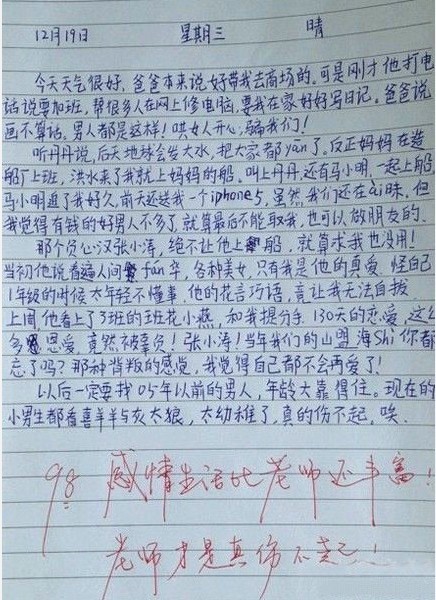 12月19日 星期三 晴
今天天气很好，爸爸本来说好带我去商场的。可是刚才他打电
话说要加班，帮很多人在网上修电脑，要我在家好好写日记。爸爸说
画不算话，男人都是这样！哄女人开心，骗我们！
听丹丹说，后天地球会发大水，把大家都yān了，反正妈妈在造
船厂上班，洪水来了我就上妈妈的船，叫上丹丹，还有马小明，一起上船，
马小明追了我好久，前天还送我一个iphone5，虽然我们还在ài昧，但
我觉得有钱的好男人不多了，就算最后不能取我，也可以做朋友的。
那个负心汉张小涛，绝不让他上船，就算求我也没用！
当初他说看遍人间fán华，各种美女，只有我是他的真爱，怪自己
1年级的时候太年轻不懂事，他的花言巧语，竟让我无法自拔，
上周，他看上了3班的班花小燕，和我提分手，130天的恋爱，这么
多恩爱，竟然被辜负！张小涛！当年我们的山盟海Shì你都
忘了吗？那种背叛的感觉，我觉得自己都不会再爱了！
以后一定要找05年以前的男人，年龄大靠得住。现在的
小男生都看喜羊羊与灰太狼，太幼稚了，真的伤不起，唉，
98 感情生活比老师还丰富！
老师才是真伤不起！